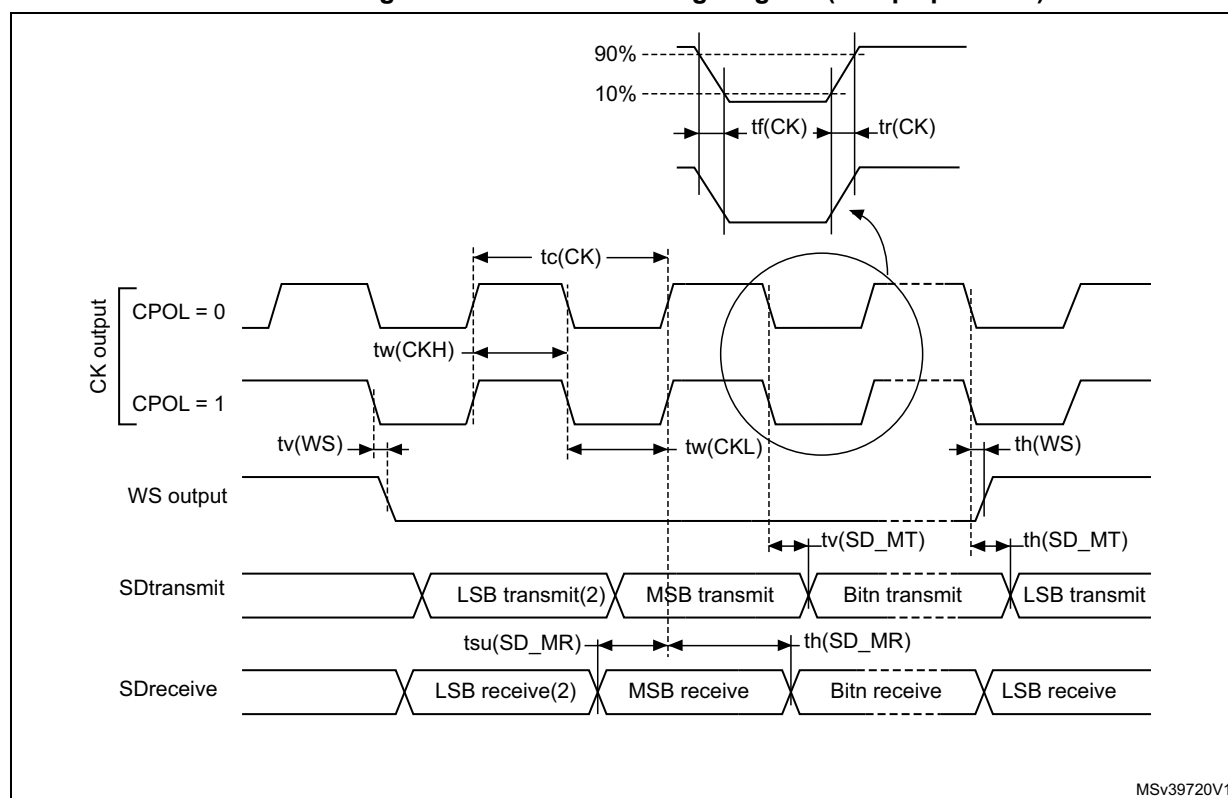 90%
10%
tf(CK)
tr(CK)
tc(CK)
CK output
CPOL = 0
tw(CKH)
CPOL = 1
tv(WS)
tw(CKL)
th(WS)
WS output
tv(SD_MT)
th(SD_MT)
SDtransmit
LSB transmit(2)
MSB transmit
Bitn transmit
LSB transmit
tsu(SD_MR)
th(SD_MR)
SDreceive
LSB receive(2)
MSB receive
Bitn receive
LSB receive
MSv39720V1